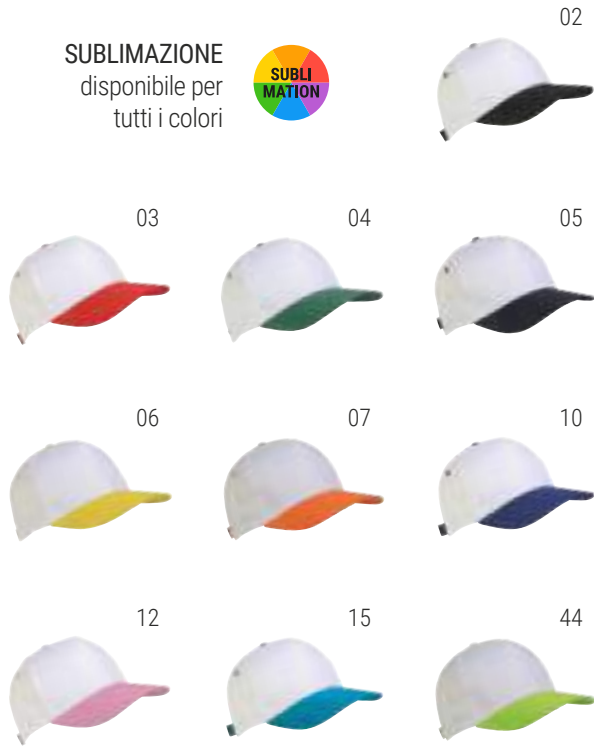 SUBLIMAZIONE
disponibile per
tutti i colori
SUBLI
MATION
02
03
04
05
06
07
10
12
15
44